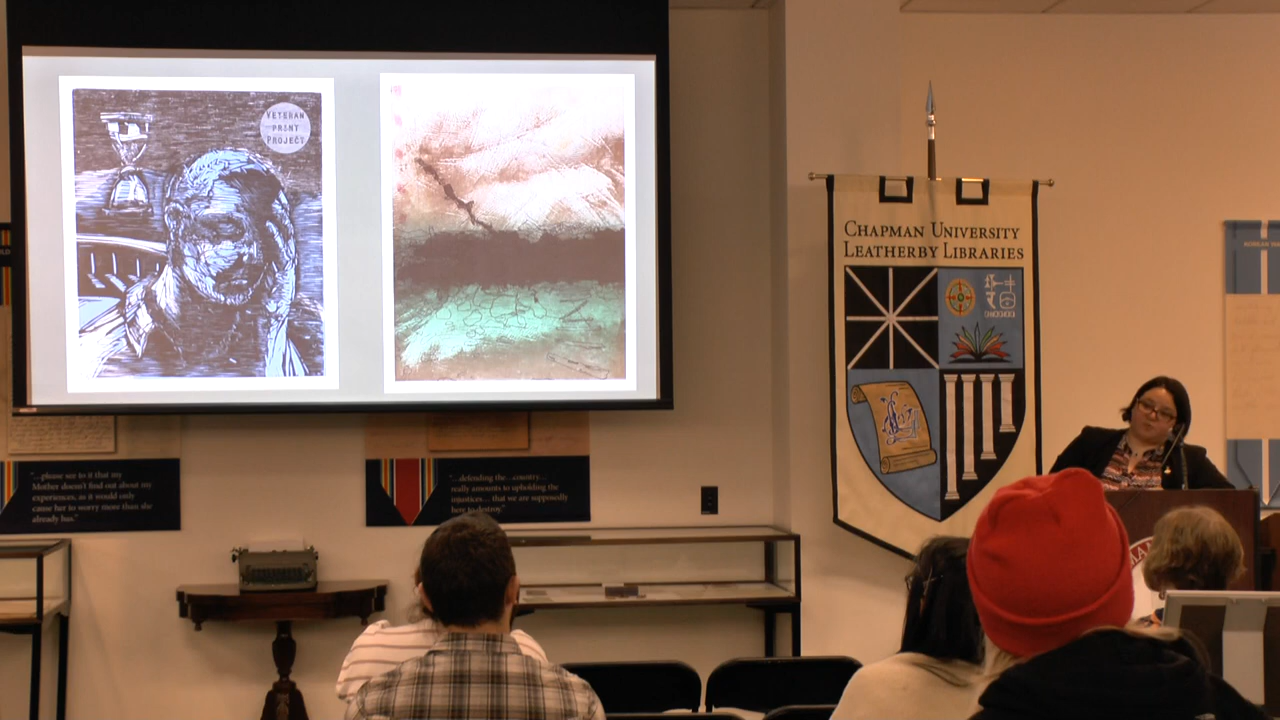 VETERAN
PRINT
PROJECT
CHAPMAN UNIVERSITY
LEATHERBY LIBRARIES
"...please see to it that my
Mother doesn't find out about my
experiences, as it would only
cause her to worry more than she
already has."
"...defending the...country...
really amounts to upholding the
injustices... that we are supposedly
here to destroy."